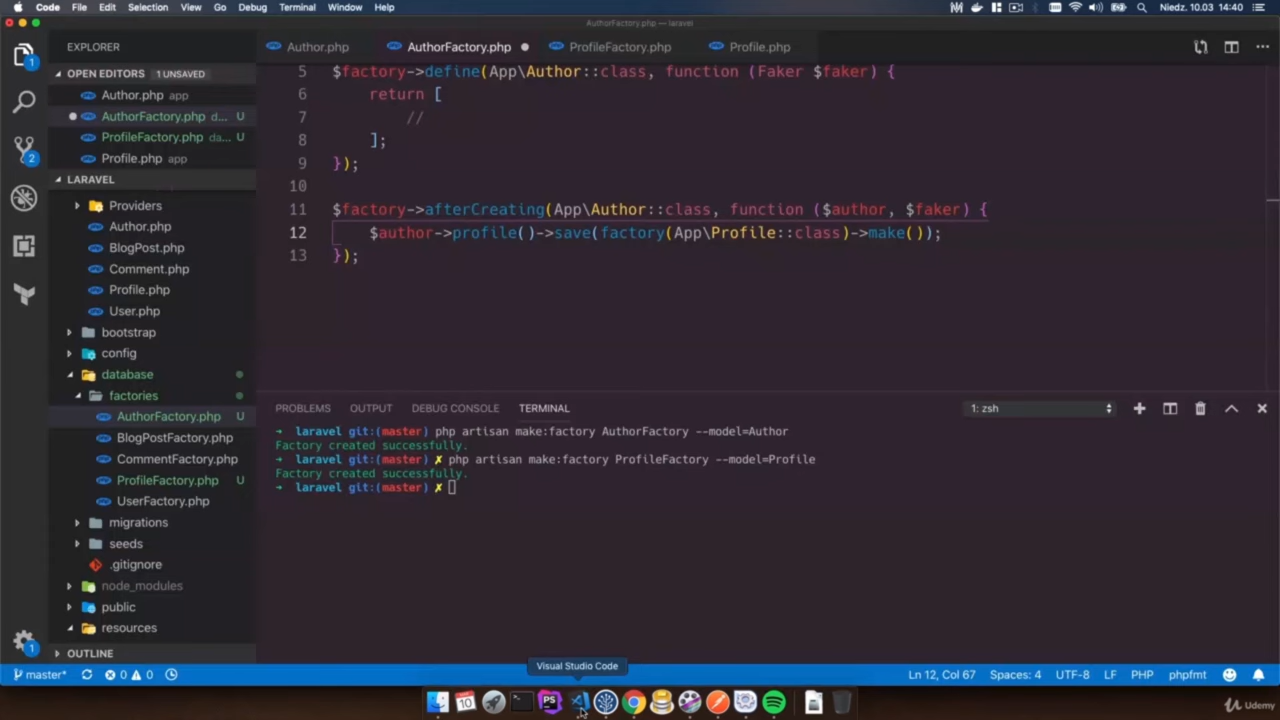 Code File Edit Selection View Go Debug Terminal Window Help Niedz. 10.03 14:40
AuthorFactory.php — laravel
EXPLORER
OPEN EDITORS 1 UNSAVED
Author.php app
AuthorFactory.php d... U
ProfileFactory.php da... U
Profile.php app
LARAVEL
Providers
Author.php
BlogPost.php
Comment.php
Profile.php
User.php
bootstrap
config
database
factories
AuthorFactory.php U
BlogPostFactory.php
CommentFactory.php
ProfileFactory.php U
UserFactory.php
migrations
seeds
.gitignore
node_modules
public
resources
OUTLINE
Author.php AuthorFactory.php ProfileFactory.php Profile.php
5 $factory->define(App\Author::class, function (Faker $faker) {
6 return [
7 //
8 ];
9 });
10
11 $factory->afterCreating(App\Author::class, function ($author, $faker) {
12 $author->profile()->save(factory(App\Profile::class)->make());
13 });
PROBLEMS OUTPUT DEBUG CONSOLE TERMINAL 1: zsh
➜ laravel git:(master) php artisan make:factory AuthorFactory --model=Author
Factory created successfully.
➜ laravel git:(master) ✗ php artisan make:factory ProfileFactory --model=Profile
Factory created successfully.
➜ laravel git:(master) ✗
Visual Studio Code
master* 0 0 Ln 12, Col 67 Spaces: 4 UTF-8 LF PHP phpfmt
Udemy